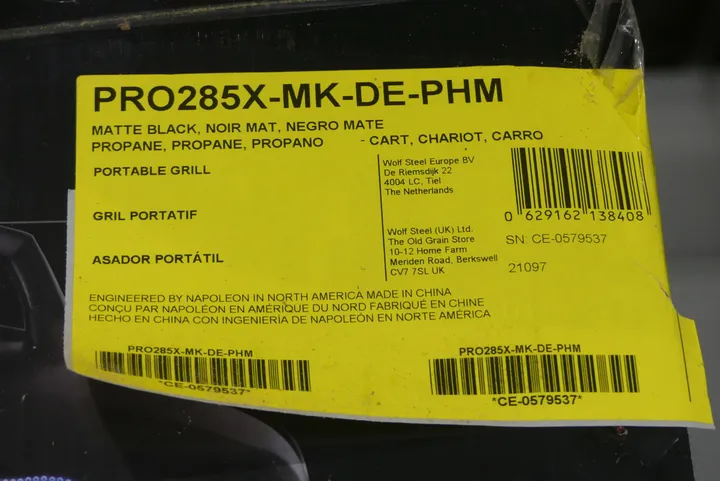 PRO285X-MK-DE-PHM
MATTE BLACK, NOIR MAT, NEGRO MATE
PROPANE, PROPANE, PROPANO - CART, CHARIOT, CARRO
PORTABLE GRILL
GRIL PORTATIF
ASADOR PORTÁTIL
Wolf Steel Europe BV
De Riemsdijk 22
4004 LC, Tiel
The Netherlands
Wolf Steel (UK) Ltd.
The Old Grain Store
10-12 Home Farm
Meriden Road, Berkswell
CV7 7SL UK
0 629162 138408
SN: CE-0579537
21097
ENGINEERED BY NAPOLEON IN NORTH AMERICA MADE IN CHINA
CONÇU PAR NAPOLÉON EN AMÉRIQUE DU NORD FABRIQUÉ EN CHINE
HECHO EN CHINA CON INGENIERÍA DE NAPOLEÓN EN NORTE AMÉRICA
PRO285X-MK-DE-PHM
*CE-0579537*
PRO285X-MK-DE-PHM
*CE-0579537*